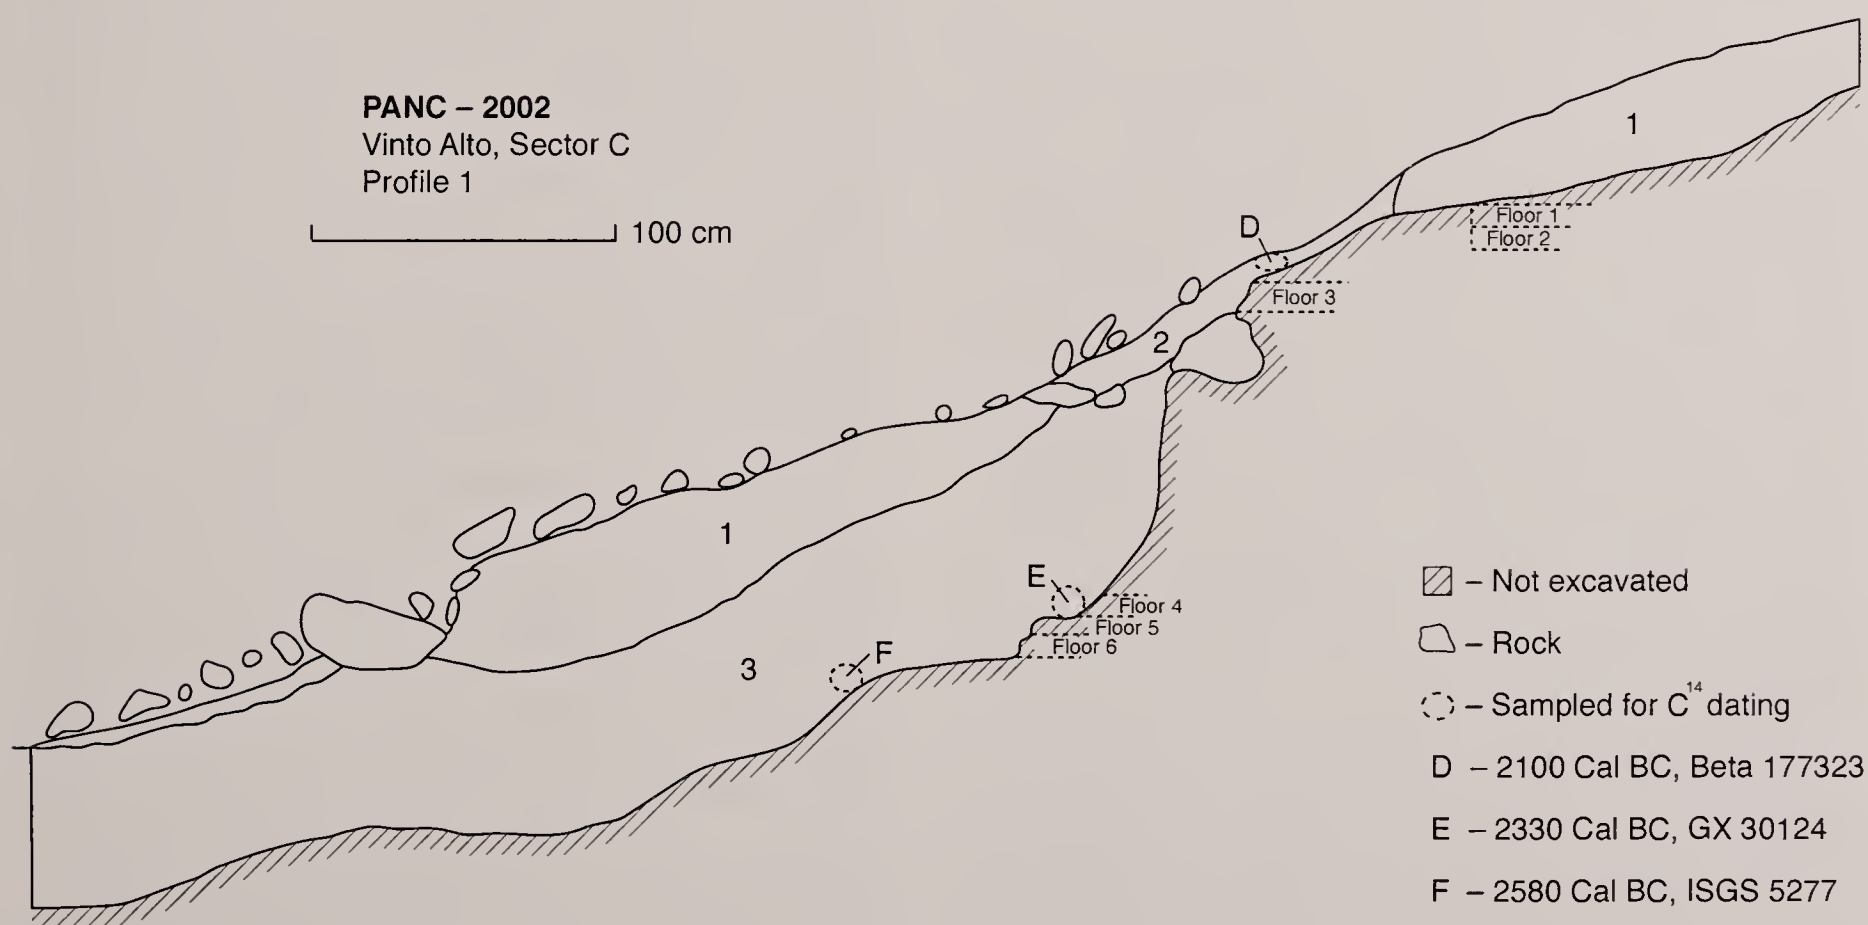 PANC – 2002
Vinto Alto, Sector C
Profile 1
100 cm
1
Floor 1
Floor 2
D
Floor 3
2
1
E
Floor 4
Floor 5
Floor 6
F
3
– Not excavated
– Rock
– Sampled for C¹⁴ dating
D – 2100 Cal BC, Beta 177323
E – 2330 Cal BC, GX 30124
F – 2580 Cal BC, ISGS 5277